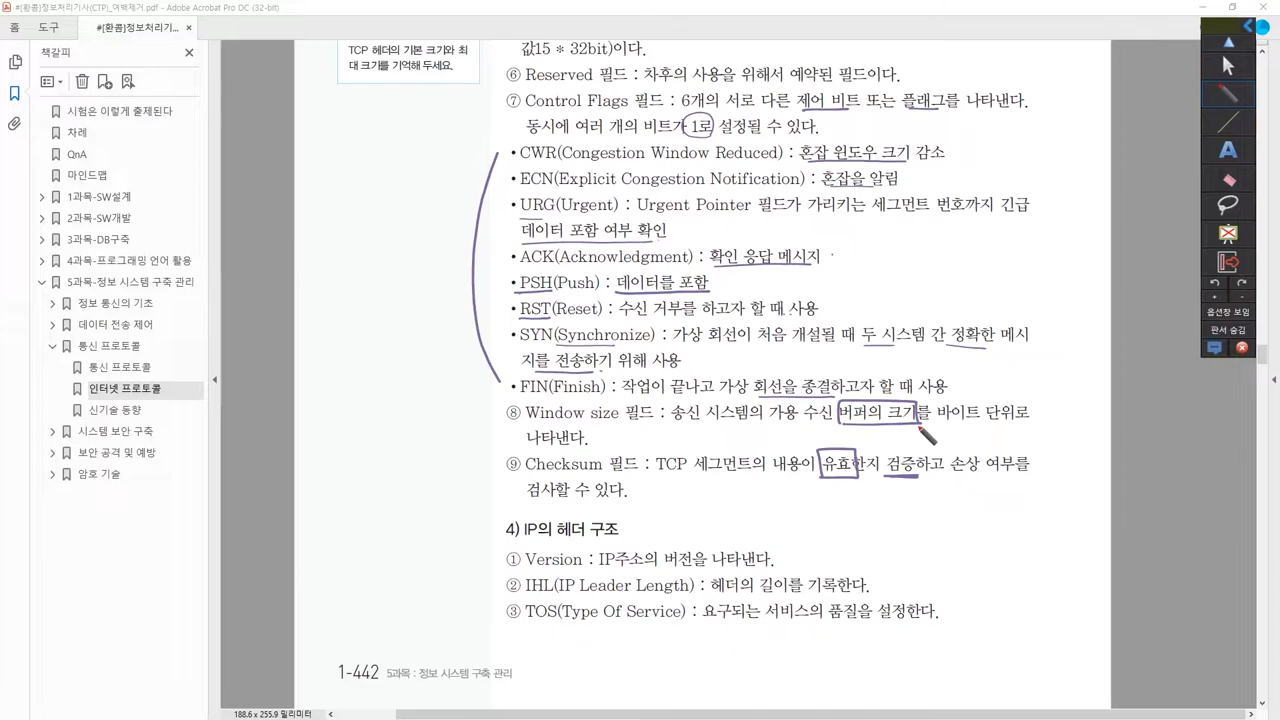 #[환콤]정보처리기사(CTP)_여백제거.pdf - Adobe Acrobat Pro DC (32-bit)
홈 도구 #[환콤]정보처리기... ×
책갈피 ×
시험은 이렇게 출제된다
차례
QnA
마인드맵
1과목-SW설계
2과목-SW개발
3과목-DB구축
4과목-프로그래밍 언어 활용
5과목-정보 시스템 구축 관리
정보 통신의 기초
데이터 전송 제어
통신 프로토콜
통신 프로토콜
인터넷 프로토콜
신기술 동향
시스템 보안 구축
보안 공격 및 예방
암호 기술
TCP 헤더의 기본 크기와 최
대 크기를 기억해 두세요.
값15 * 32bit)이다.
⑥ Reserved 필드 : 차후의 사용을 위해서 예약된 필드이다.
⑦ Control Flags 필드 : 6개의 서로 다른 제어 비트 또는 플래그를 나타낸다.
동시에 여러 개의 비트가 1로 설정될 수 있다.
• CWR(Congestion Window Reduced) : 혼잡 윈도우 크기 감소
• ECN(Explicit Congestion Notification) : 혼잡을 알림
• URG(Urgent) : Urgent Pointer 필드가 가리키는 세그먼트 번호까지 긴급
데이터 포함 여부 확인
• ACK(Acknowledgment) : 확인 응답 메시지
• PSH(Push) : 데이터를 포함
• RST(Reset) : 수신 거부를 하고자 할 때 사용
• SYN(Synchronize) : 가상 회선이 처음 개설될 때 두 시스템 간 정확한 메시
지를 전송하기 위해 사용
• FIN(Finish) : 작업이 끝나고 가상 회선을 종결하고자 할 때 사용
⑧ Window size 필드 : 송신 시스템의 가용 수신 버퍼의 크기를 바이트 단위로
나타낸다.
⑨ Checksum 필드 : TCP 세그먼트의 내용이 유효한지 검증하고 손상 여부를
검사할 수 있다.
4) IP의 헤더 구조
① Version : IP주소의 버전을 나타낸다.
② IHL(IP Leader Length) : 헤더의 길이를 기록한다.
③ TOS(Type Of Service) : 요구되는 서비스의 품질을 설정한다.
1-442 5과목 : 정보 시스템 구축 관리
188.6 x 255.9 밀리미터
A
옵션창 보임
판서 숨김